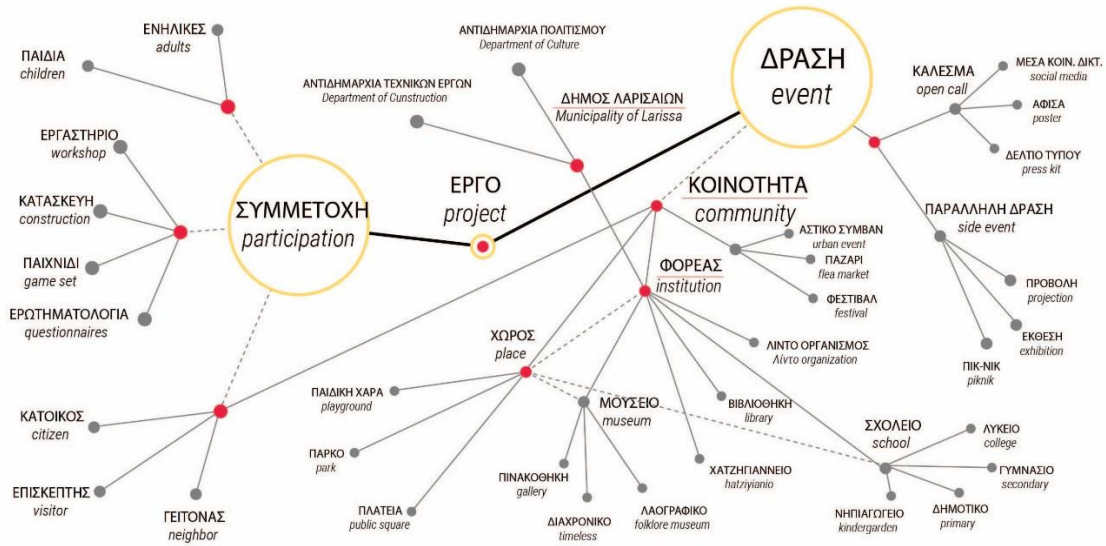 ΕΝΗΛΙΚΕΣ
adults
ΠΑΙΔΙΑ
children
ΕΡΓΑΣΤΗΡΙΟ
workshop
ΚΑΤΑΣΚΕΥΗ
construction
ΠΑΙΧΝΙΔΙ
game set
ΕΡΩΤΗΜΑΤΟΛΟΓΙΑ
questionnaires
ΣΥΜΜΕΤΟΧΗ
participation
ΚΑΤΟΙΚΟΣ
citizen
ΕΠΙΣΚΕΠΤΗΣ
visitor
ΓΕΙΤΟΝΑΣ
neighbor
ΕΡΓΟ
project
ΑΝΤΙΔΗΜΑΡΧΙΑ ΠΟΛΙΤΙΣΜΟΥ
Department of Culture
ΑΝΤΙΔΗΜΑΡΧΙΑ ΤΕΧΝΙΚΩΝ ΕΡΓΩΝ
Department of Cunstruction
ΔΗΜΟΣ ΛΑΡΙΣΑΙΩΝ
Municipality of Larissa
ΔΡΑΣΗ
event
ΚΑΛΕΣΜΑ
open call
ΜΕΣΑ ΚΟΙΝ. ΔΙΚΤ.
social media
ΑΦΙΣΑ
poster
ΔΕΛΤΙΟ ΤΥΠΟΥ
press kit
ΠΑΡΑΛΛΗΛΗ ΔΡΑΣΗ
side event
ΠΡΟΒΟΛΗ
projection
ΕΚΘΕΣΗ
exhibition
ΠΙΚ-ΝΙΚ
piknik
ΚΟΙΝΟΤΗΤΑ
community
ΑΣΤΙΚΟ ΣΥΜΒΑΝ
urban event
ΠΑΖΑΡΙ
flea market
ΦΕΣΤΙΒΑΛ
festival
ΦΟΡΕΑΣ
institution
ΛΙΝΤΟ ΟΡΓΑΝΙΣΜΟΣ
Λίντο organization
ΒΙΒΛΙΟΘΗΚΗ
library
ΧΑΤΖΗΓΙΑΝΝΕΙΟ
hatziyianio
ΧΩΡΟΣ
place
ΠΑΙΔΙΚΗ ΧΑΡΑ
playground
ΠΑΡΚΟ
park
ΠΛΑΤΕΙΑ
public square
ΜΟΥΣΕΙΟ
museum
ΠΙΝΑΚΟΘΗΚΗ
gallery
ΔΙΑΧΡΟΝΙΚΟ
timeless
ΛΑΟΓΡΑΦΙΚΟ
folklore museum
ΣΧΟΛΕΙΟ
school
ΛΥΚΕΙΟ
college
ΓΥΜΝΑΣΙΟ
secondary
ΔΗΜΟΤΙΚΟ
primary
ΝΗΠΙΑΓΩΓΕΙΟ
kindergarden